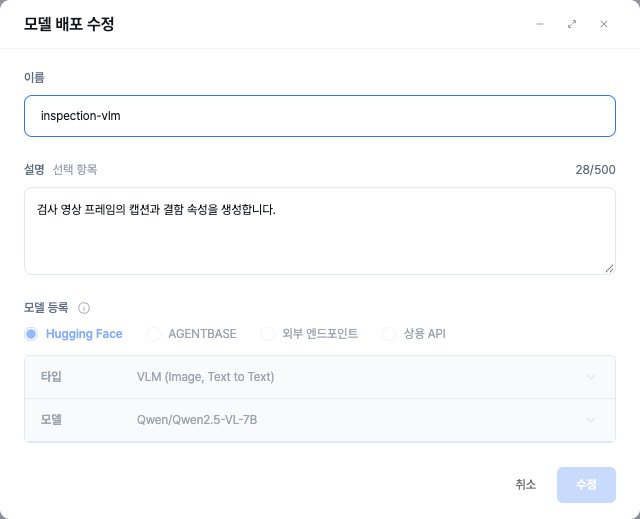 모델 배포 수정
이름
inspection-vlm
설명 선택 항목 28/500
검사 영상 프레임의 캡션과 결함 속성을 생성합니다.
모델 등록
Hugging Face AGENTBASE 외부 엔드포인트 상용 API
타입 VLM (Image, Text to Text)
모델 Qwen/Qwen2.5-VL-7B
취소 수정